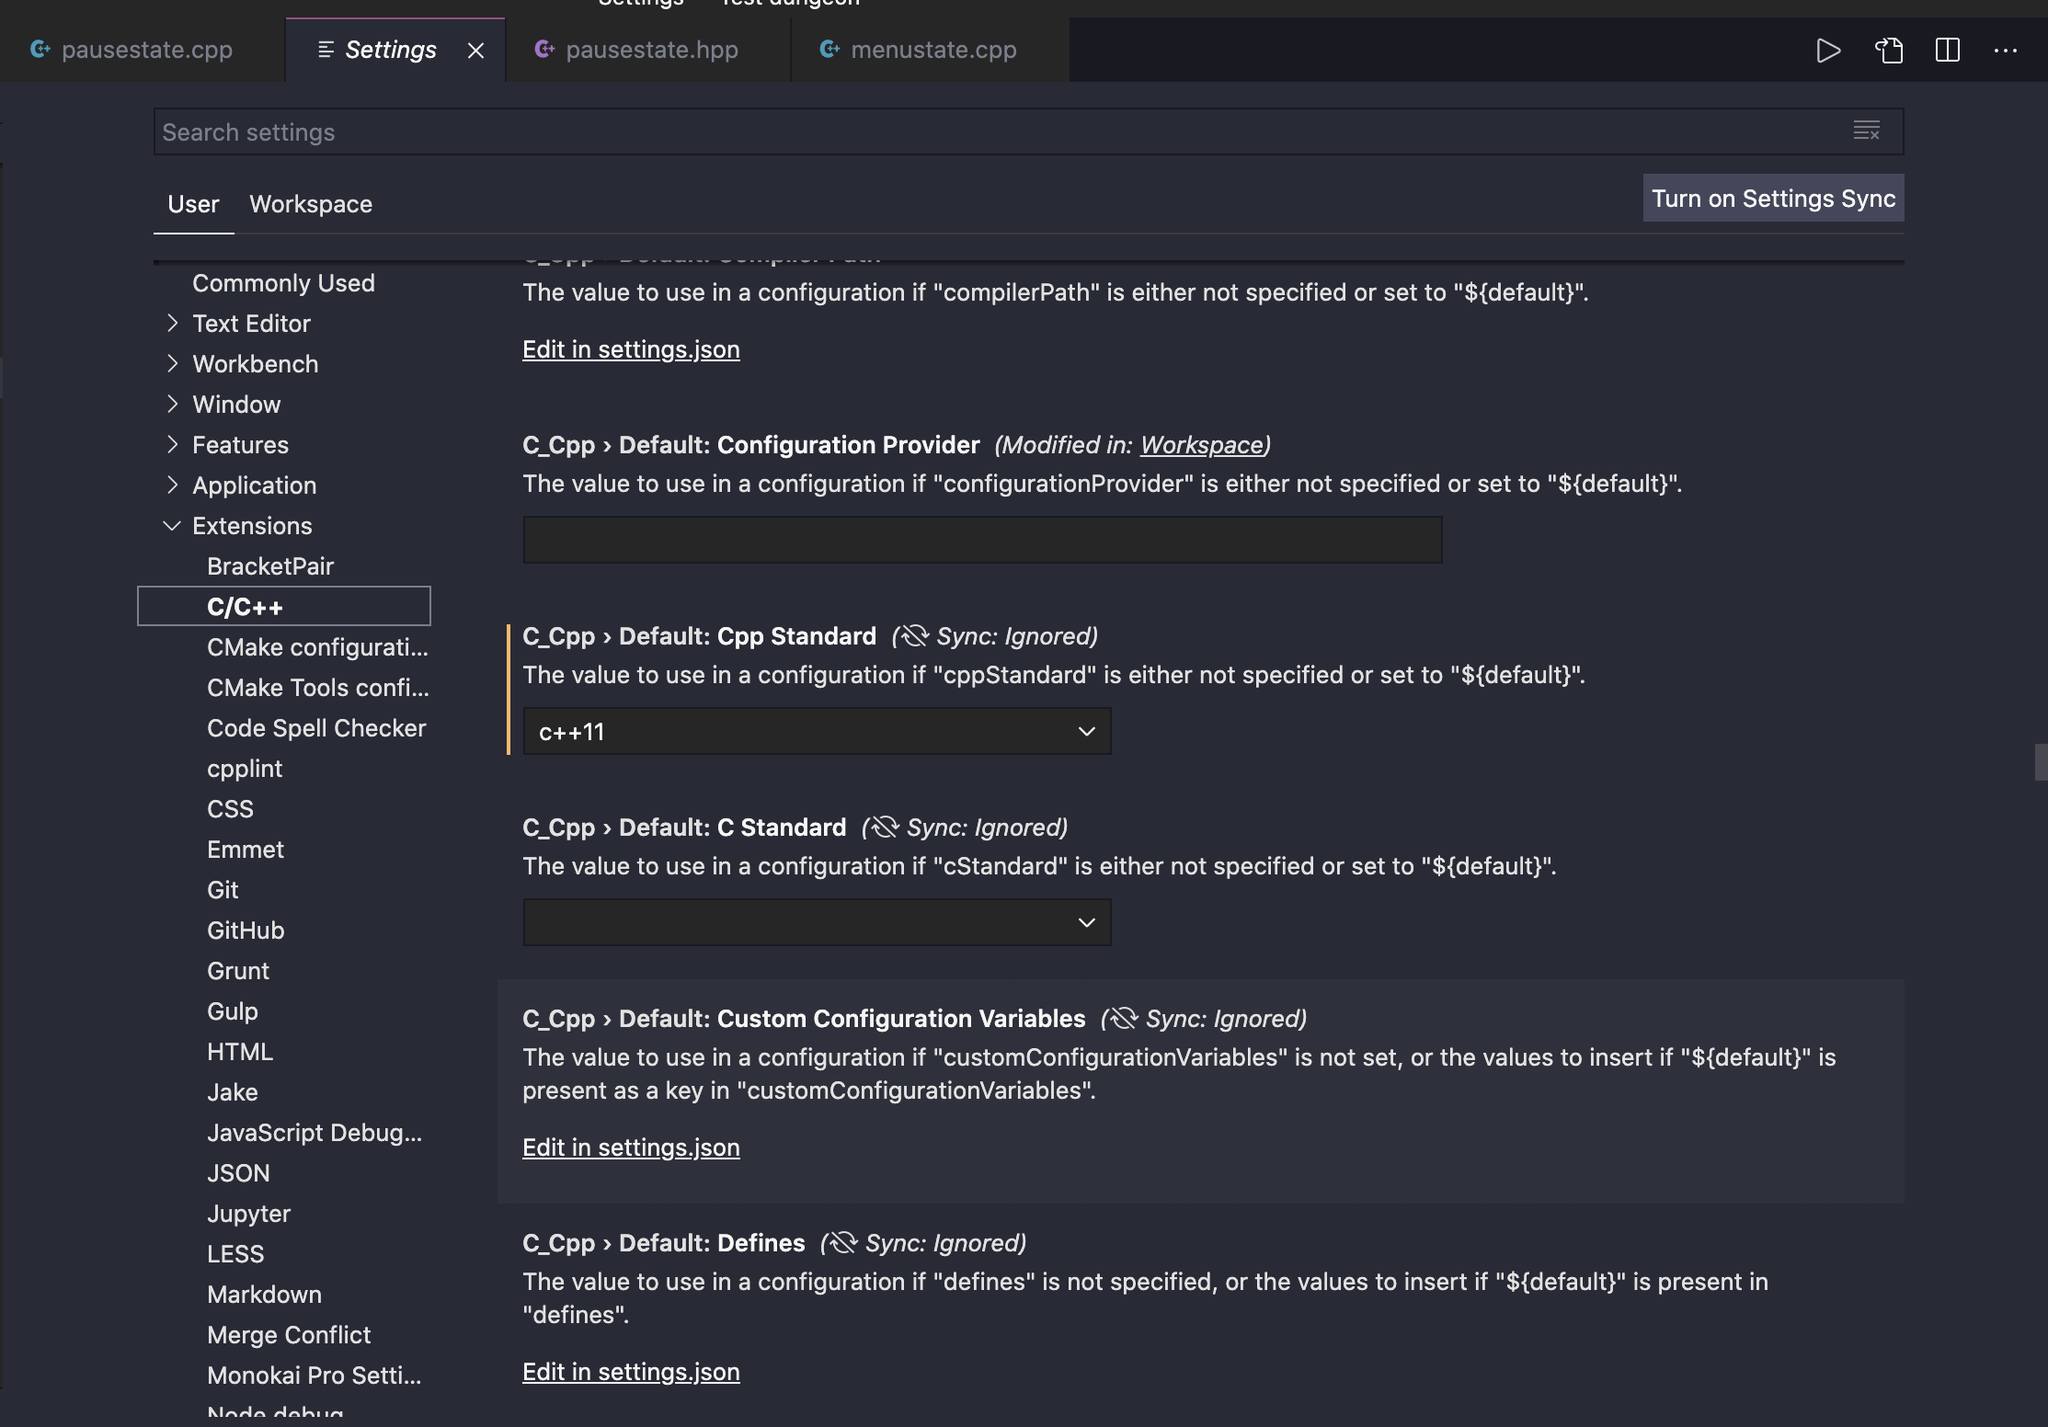 Settings — Test dungeon
pausestate.cpp
Settings
pausestate.hpp
menustate.cpp
Search settings
User
Workspace
Turn on Settings Sync
Commonly Used
Text Editor
Workbench
Window
Features
Application
Extensions
BracketPair
C/C++
CMake configurati...
CMake Tools confi...
Code Spell Checker
cpplint
CSS
Emmet
Git
GitHub
Grunt
Gulp
HTML
Jake
JavaScript Debug...
JSON
Jupyter
LESS
Markdown
Merge Conflict
Monokai Pro Setti...
Node debug
C_Cpp › Default: Compiler Path
The value to use in a configuration if "compilerPath" is either not specified or set to "${default}".
Edit in settings.json
C_Cpp › Default: Configuration Provider (Modified in: Workspace)
The value to use in a configuration if "configurationProvider" is either not specified or set to "${default}".
C_Cpp › Default: Cpp Standard ( Sync: Ignored)
The value to use in a configuration if "cppStandard" is either not specified or set to "${default}".
c++11
C_Cpp › Default: C Standard ( Sync: Ignored)
The value to use in a configuration if "cStandard" is either not specified or set to "${default}".
C_Cpp › Default: Custom Configuration Variables ( Sync: Ignored)
The value to use in a configuration if "customConfigurationVariables" is not set, or the values to insert if "${default}" is
present as a key in "customConfigurationVariables".
Edit in settings.json
C_Cpp › Default: Defines ( Sync: Ignored)
The value to use in a configuration if "defines" is not specified, or the values to insert if "${default}" is present in
"defines".
Edit in settings.json